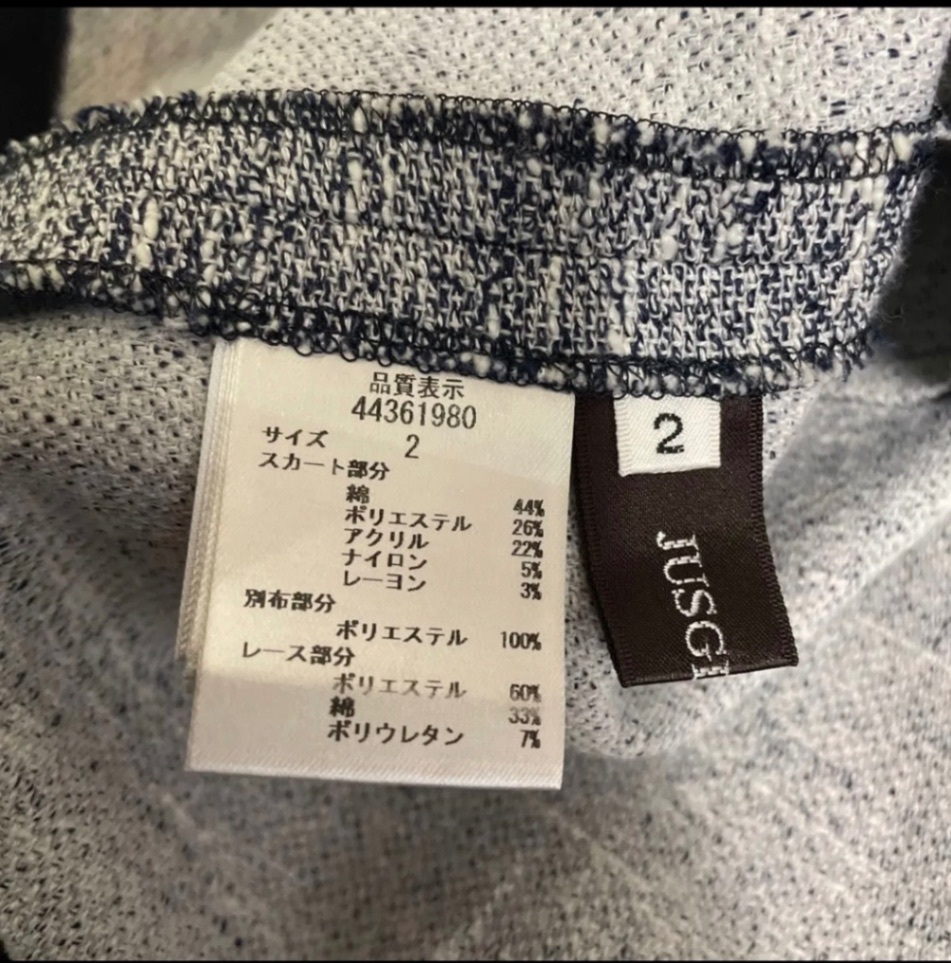 品質表示
44361980
サイズ 2
スカート部分
綿 44%
ポリエステル 26%
アクリル 22%
ナイロン 5%
レーヨン 3%
別布部分
ポリエステル 100%
レース部分
ポリエステル 60%
綿 33%
ポリウレタン 7%
2
JUSGL